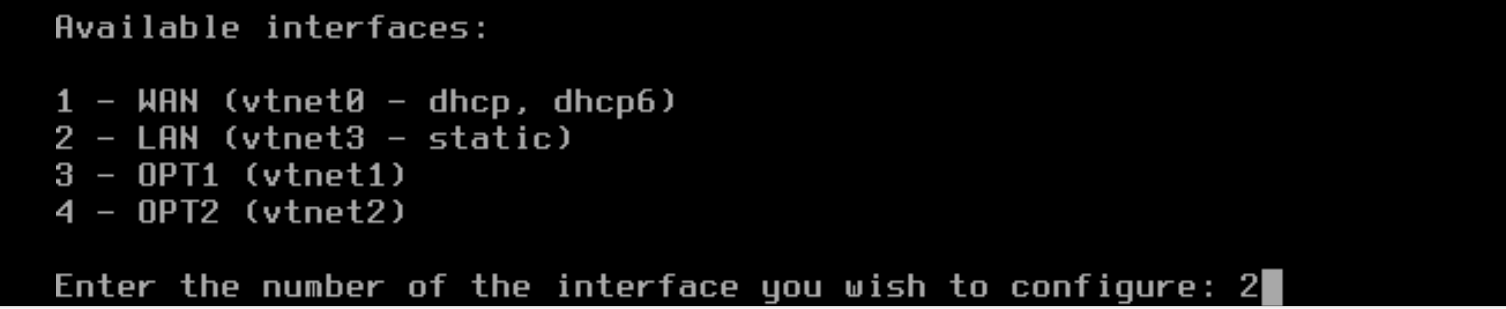 Available interfaces:
1 - WAN (vtnet0 - dhcp, dhcp6)
2 - LAN (vtnet3 - static)
3 - OPT1 (vtnet1)
4 - OPT2 (vtnet2)
Enter the number of the interface you wish to configure: 2